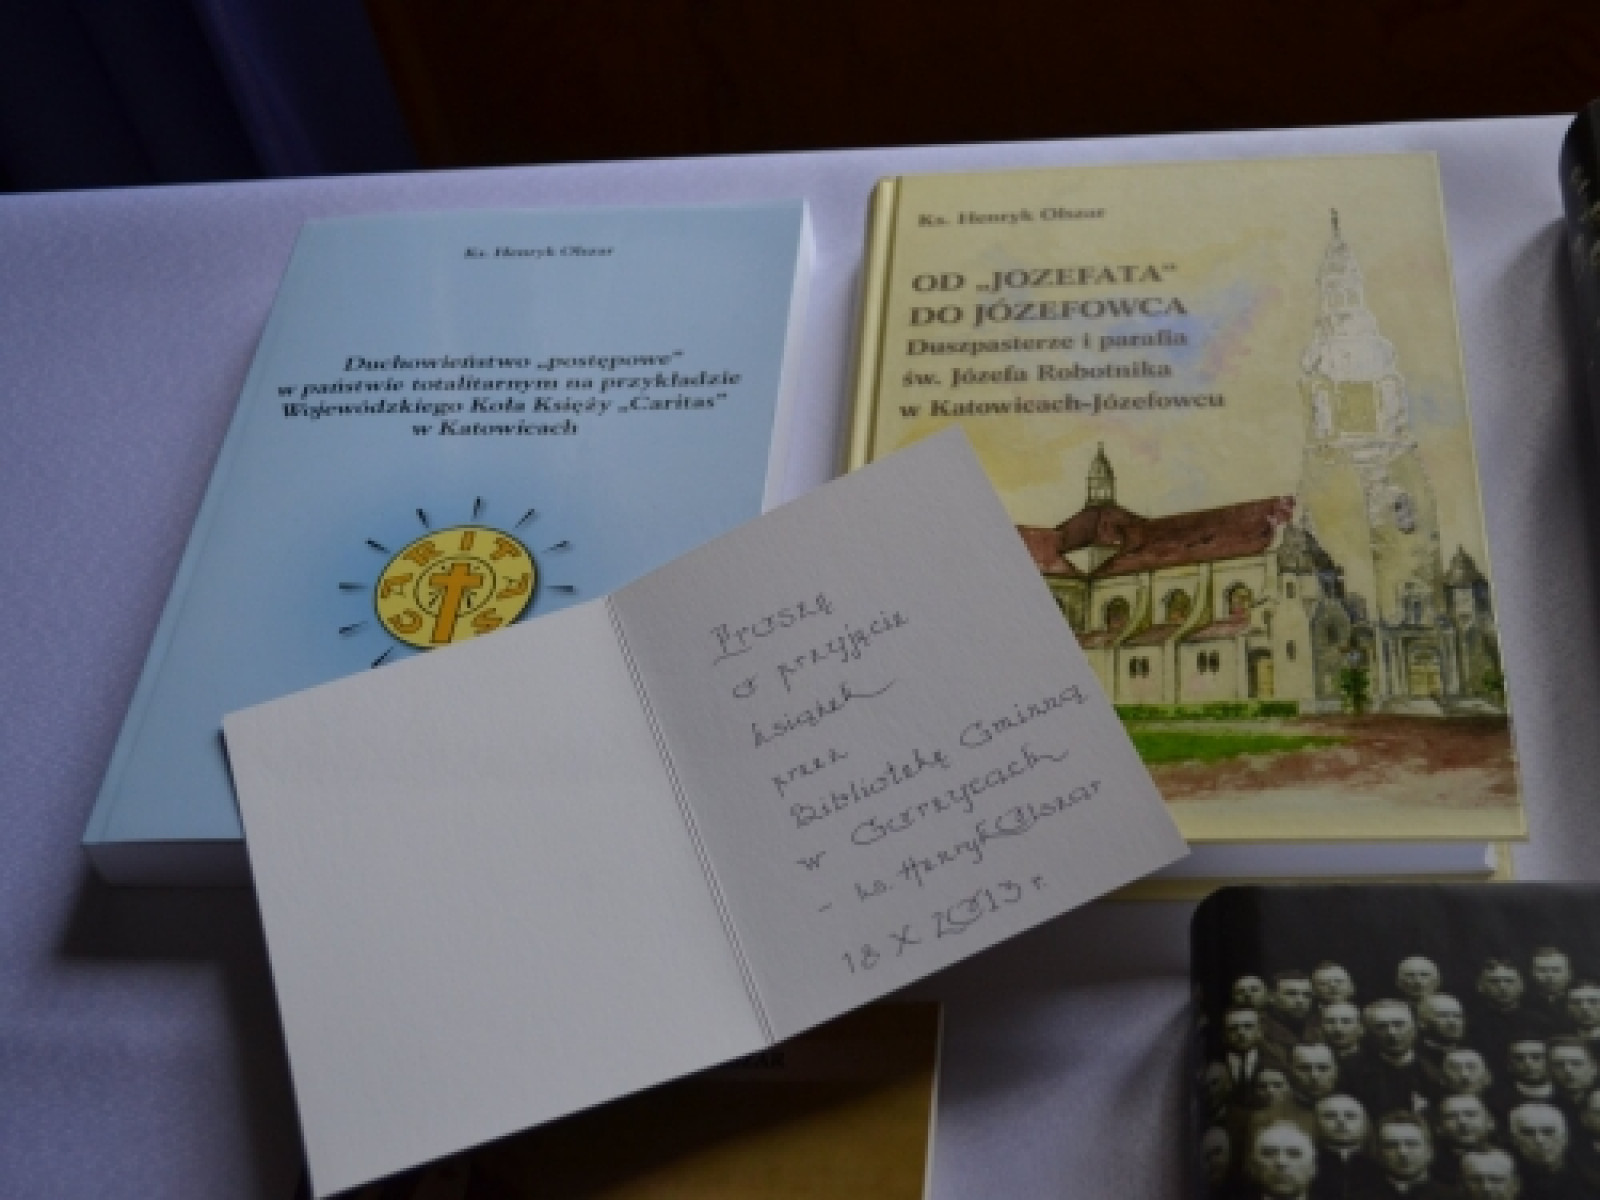 Ks. Henryk Olszar
Duchowieństwo „postępowe”
w państwie totalitarnym na przykładzie
Wojewódzkiego Koła Księży „Caritas”
w Katowicach
CARITAS
Ks. Henryk Olszar
OD „JOZEFATA”
DO JÓZEFOWCA
Duszpasterze i parafia
św. Józefa Robotnika
w Katowicach-Józefowcu
Proszę
o przyjęcie
książek
przez
Bibliotekę Gminną
w Gorzycach
– ks. Henryk Olszar
18 X 2013 r.